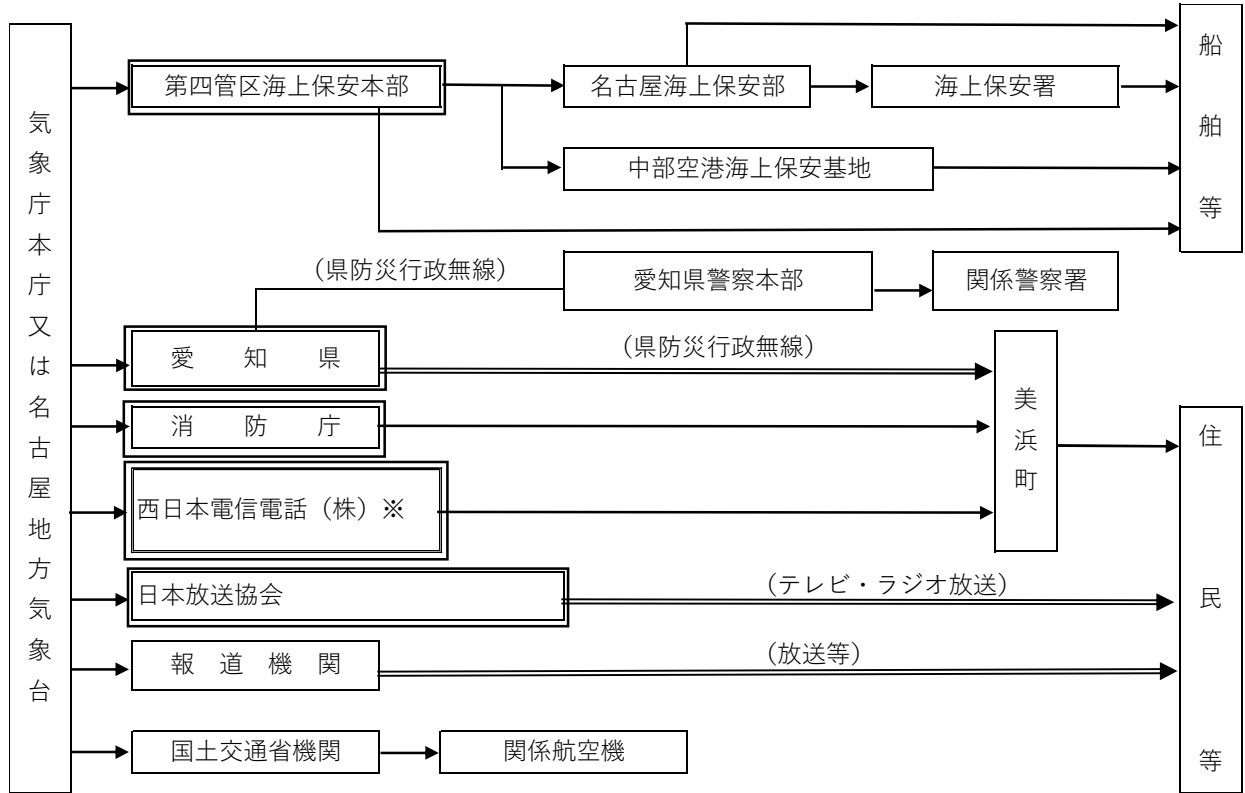 気象庁本庁又は名古屋地方気象台
第四管区海上保安本部
名古屋海上保安部
海上保安署
船舶等
中部空港海上保安基地
(県防災行政無線)
愛知県警察本部
関係警察署
愛　知　県
(県防災行政無線)
消　防　庁
美浜町
住民等
西日本電信電話（株）※
日本放送協会
(テレビ・ラジオ放送)
報　道　機　関
(放送等)
国土交通省機関
関係航空機